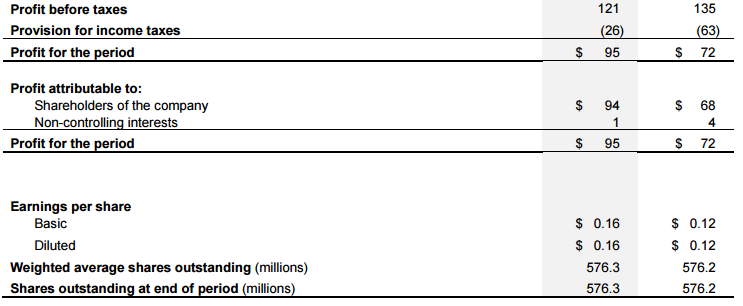 Profit before taxes 121 135
Provision for income taxes (26) (63)
Profit for the period $ 95 $ 72
Profit attributable to:
Shareholders of the company $ 94 $ 68
Non-controlling interests 1 4
Profit for the period $ 95 $ 72
Earnings per share
Basic $ 0.16 $ 0.12
Diluted $ 0.16 $ 0.12
Weighted average shares outstanding (millions) 576.3 576.2
Shares outstanding at end of period (millions) 576.3 576.2